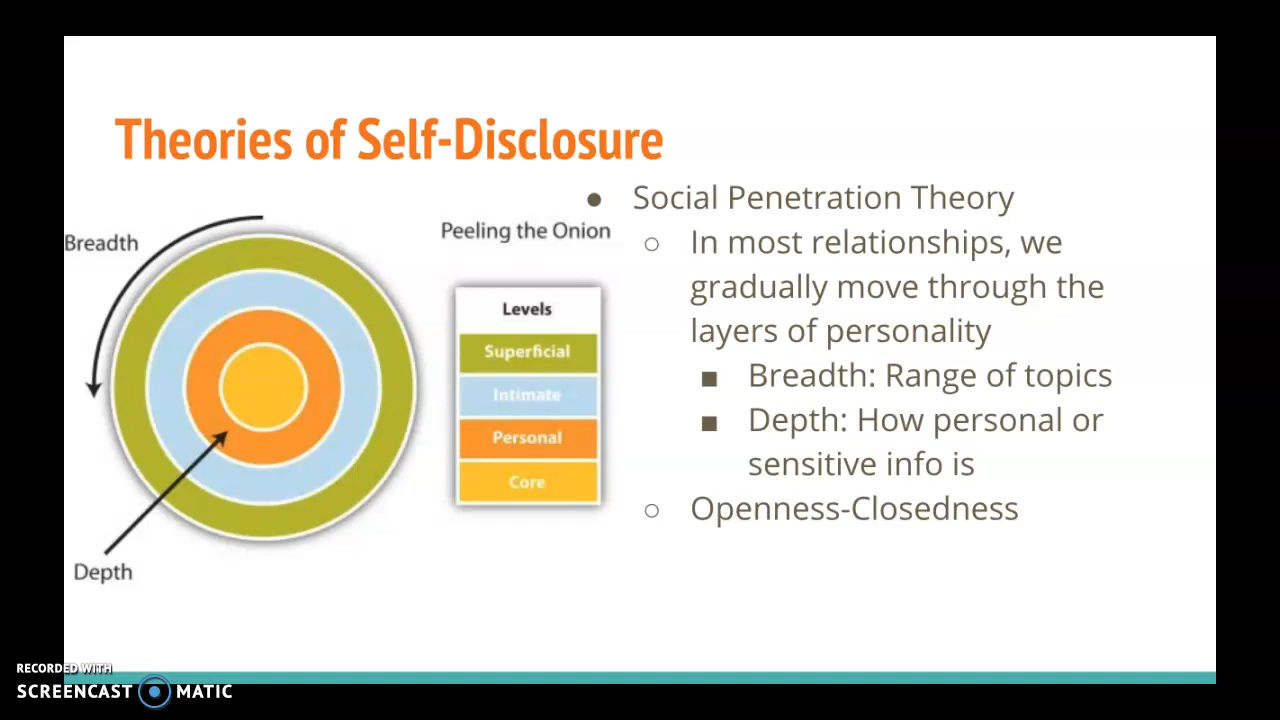 Theories of Self-Disclosure
Breadth
Depth
Peeling the Onion
Levels
Superficial
Intimate
Personal
Core
● Social Penetration Theory
○ In most relationships, we
gradually move through the
layers of personality
■ Breadth: Range of topics
■ Depth: How personal or
sensitive info is
○ Openness-Closedness
RECORDED WITH
SCREENCAST MATIC